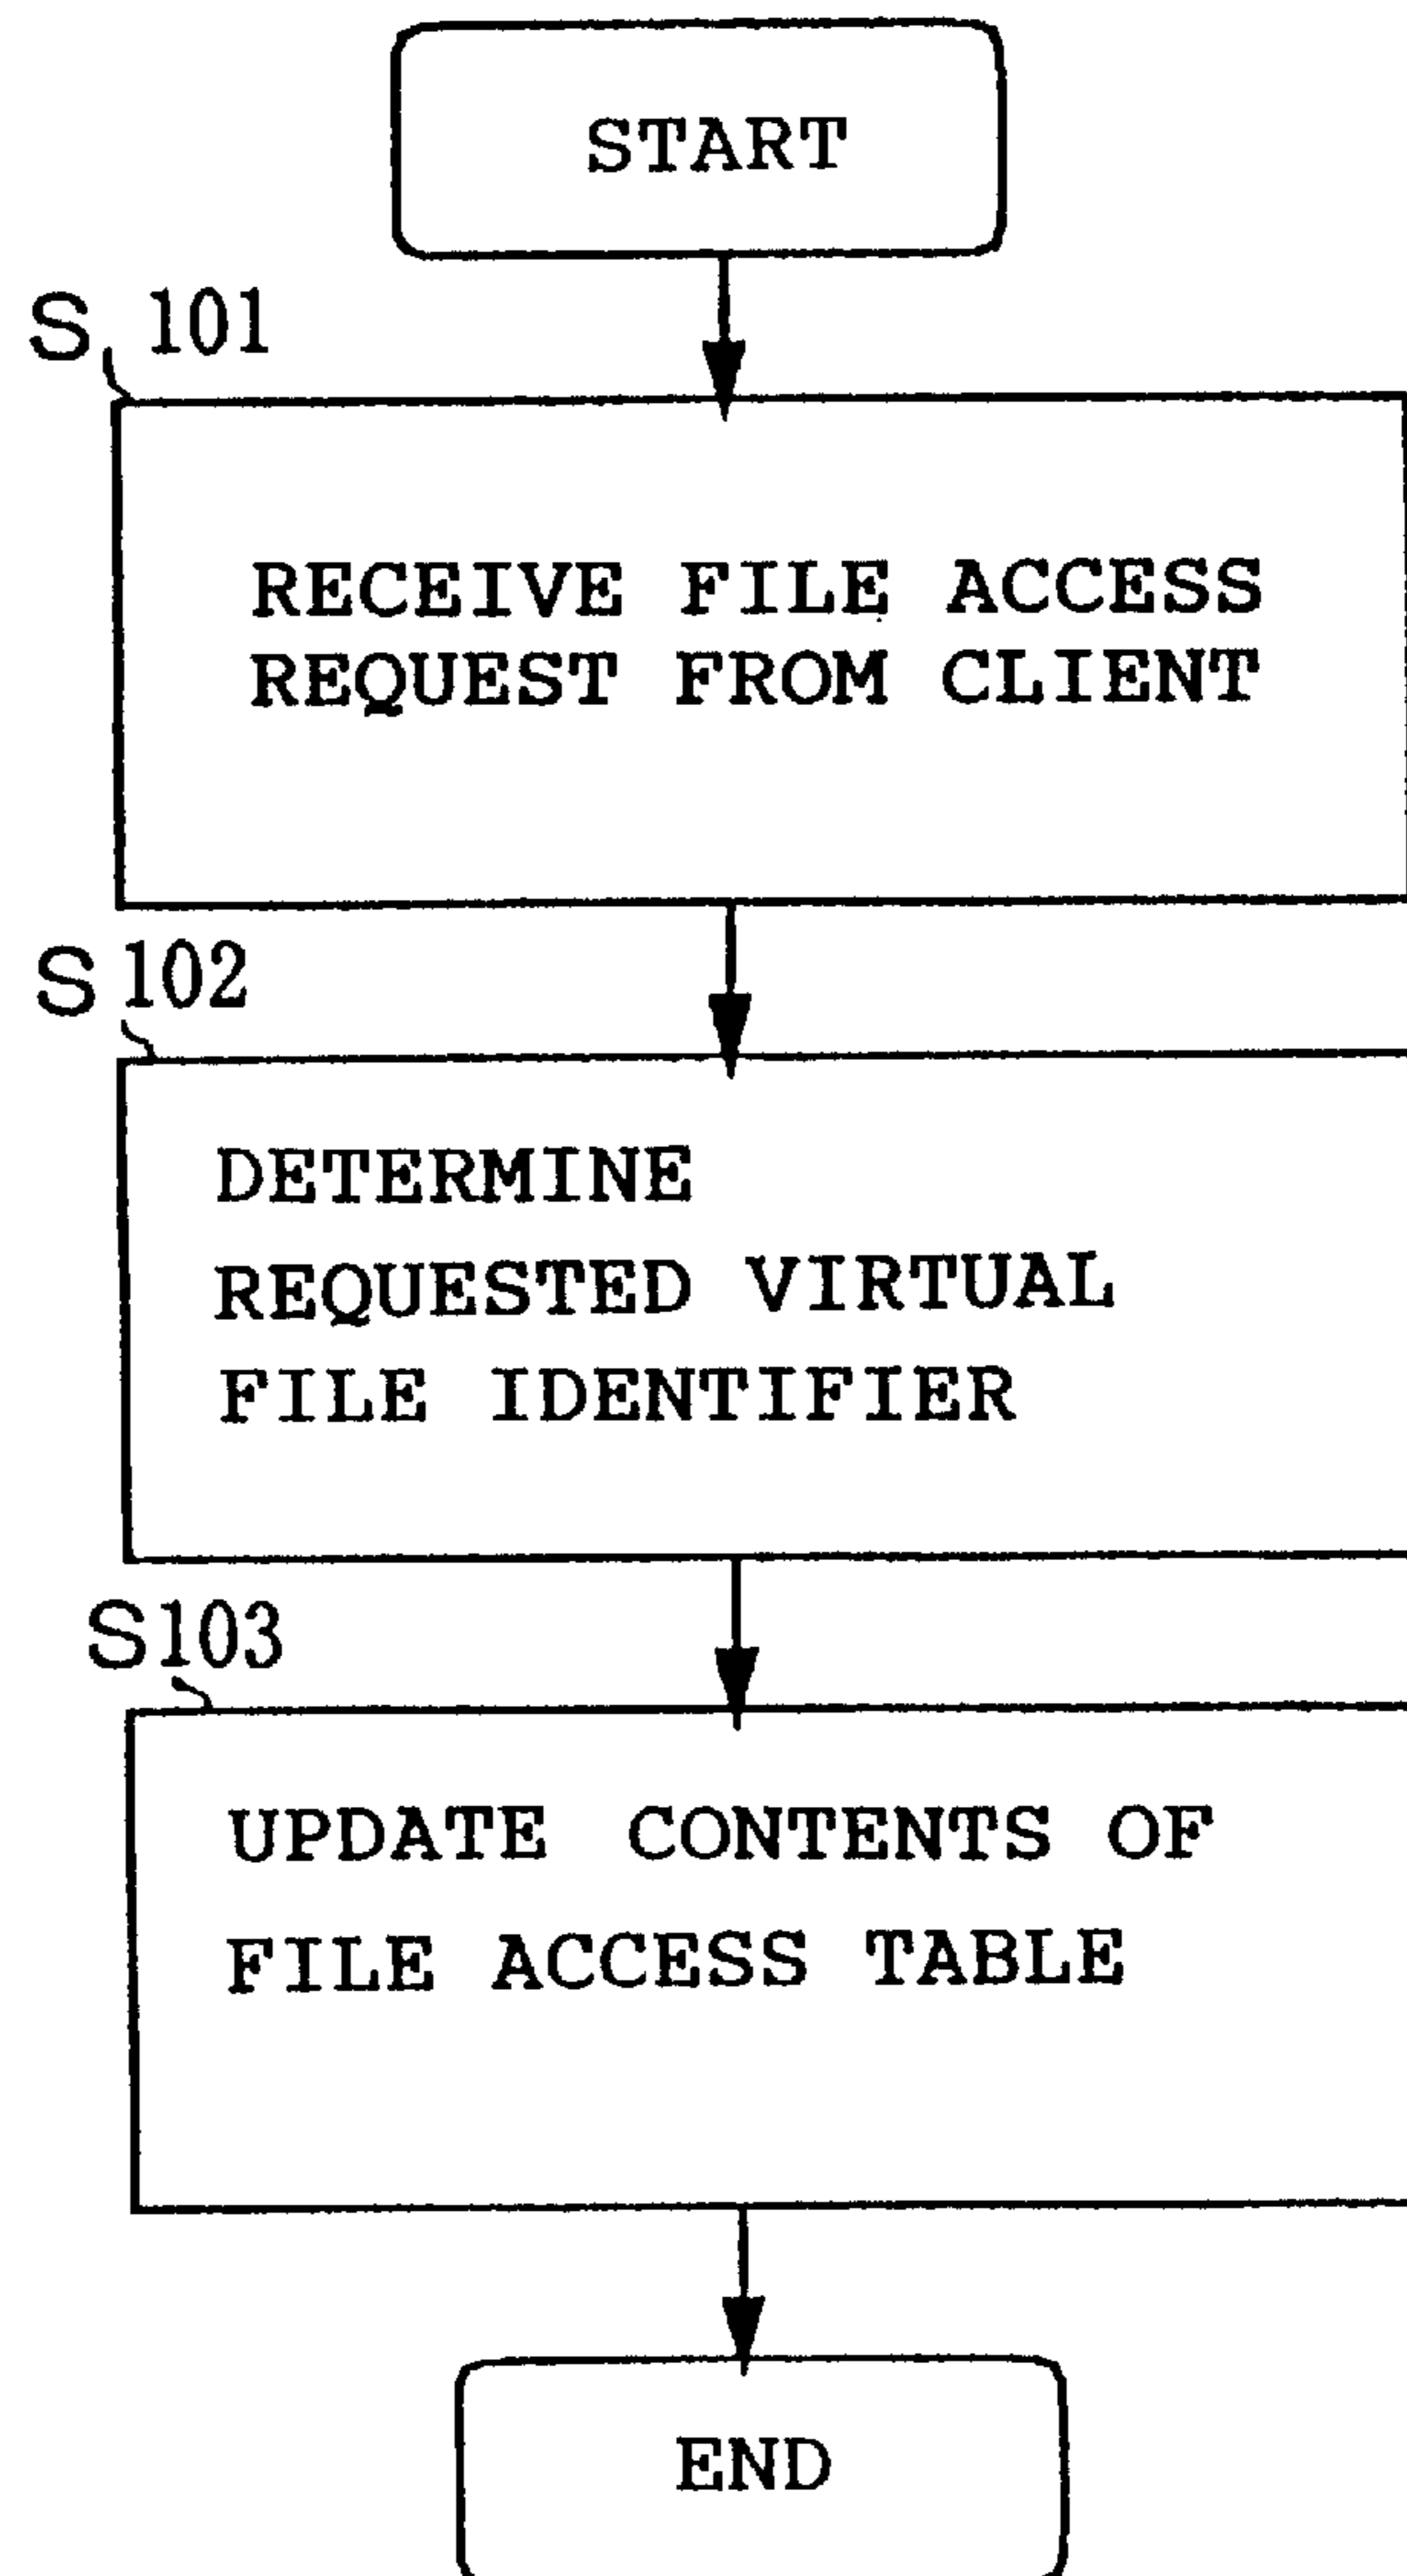 START
S 101
RECEIVE FILE ACCESS
REQUEST FROM CLIENT
S 102
DETERMINE
REQUESTED VIRTUAL
FILE IDENTIFIER
S103
UPDATE CONTENTS OF
FILE ACCESS TABLE
END